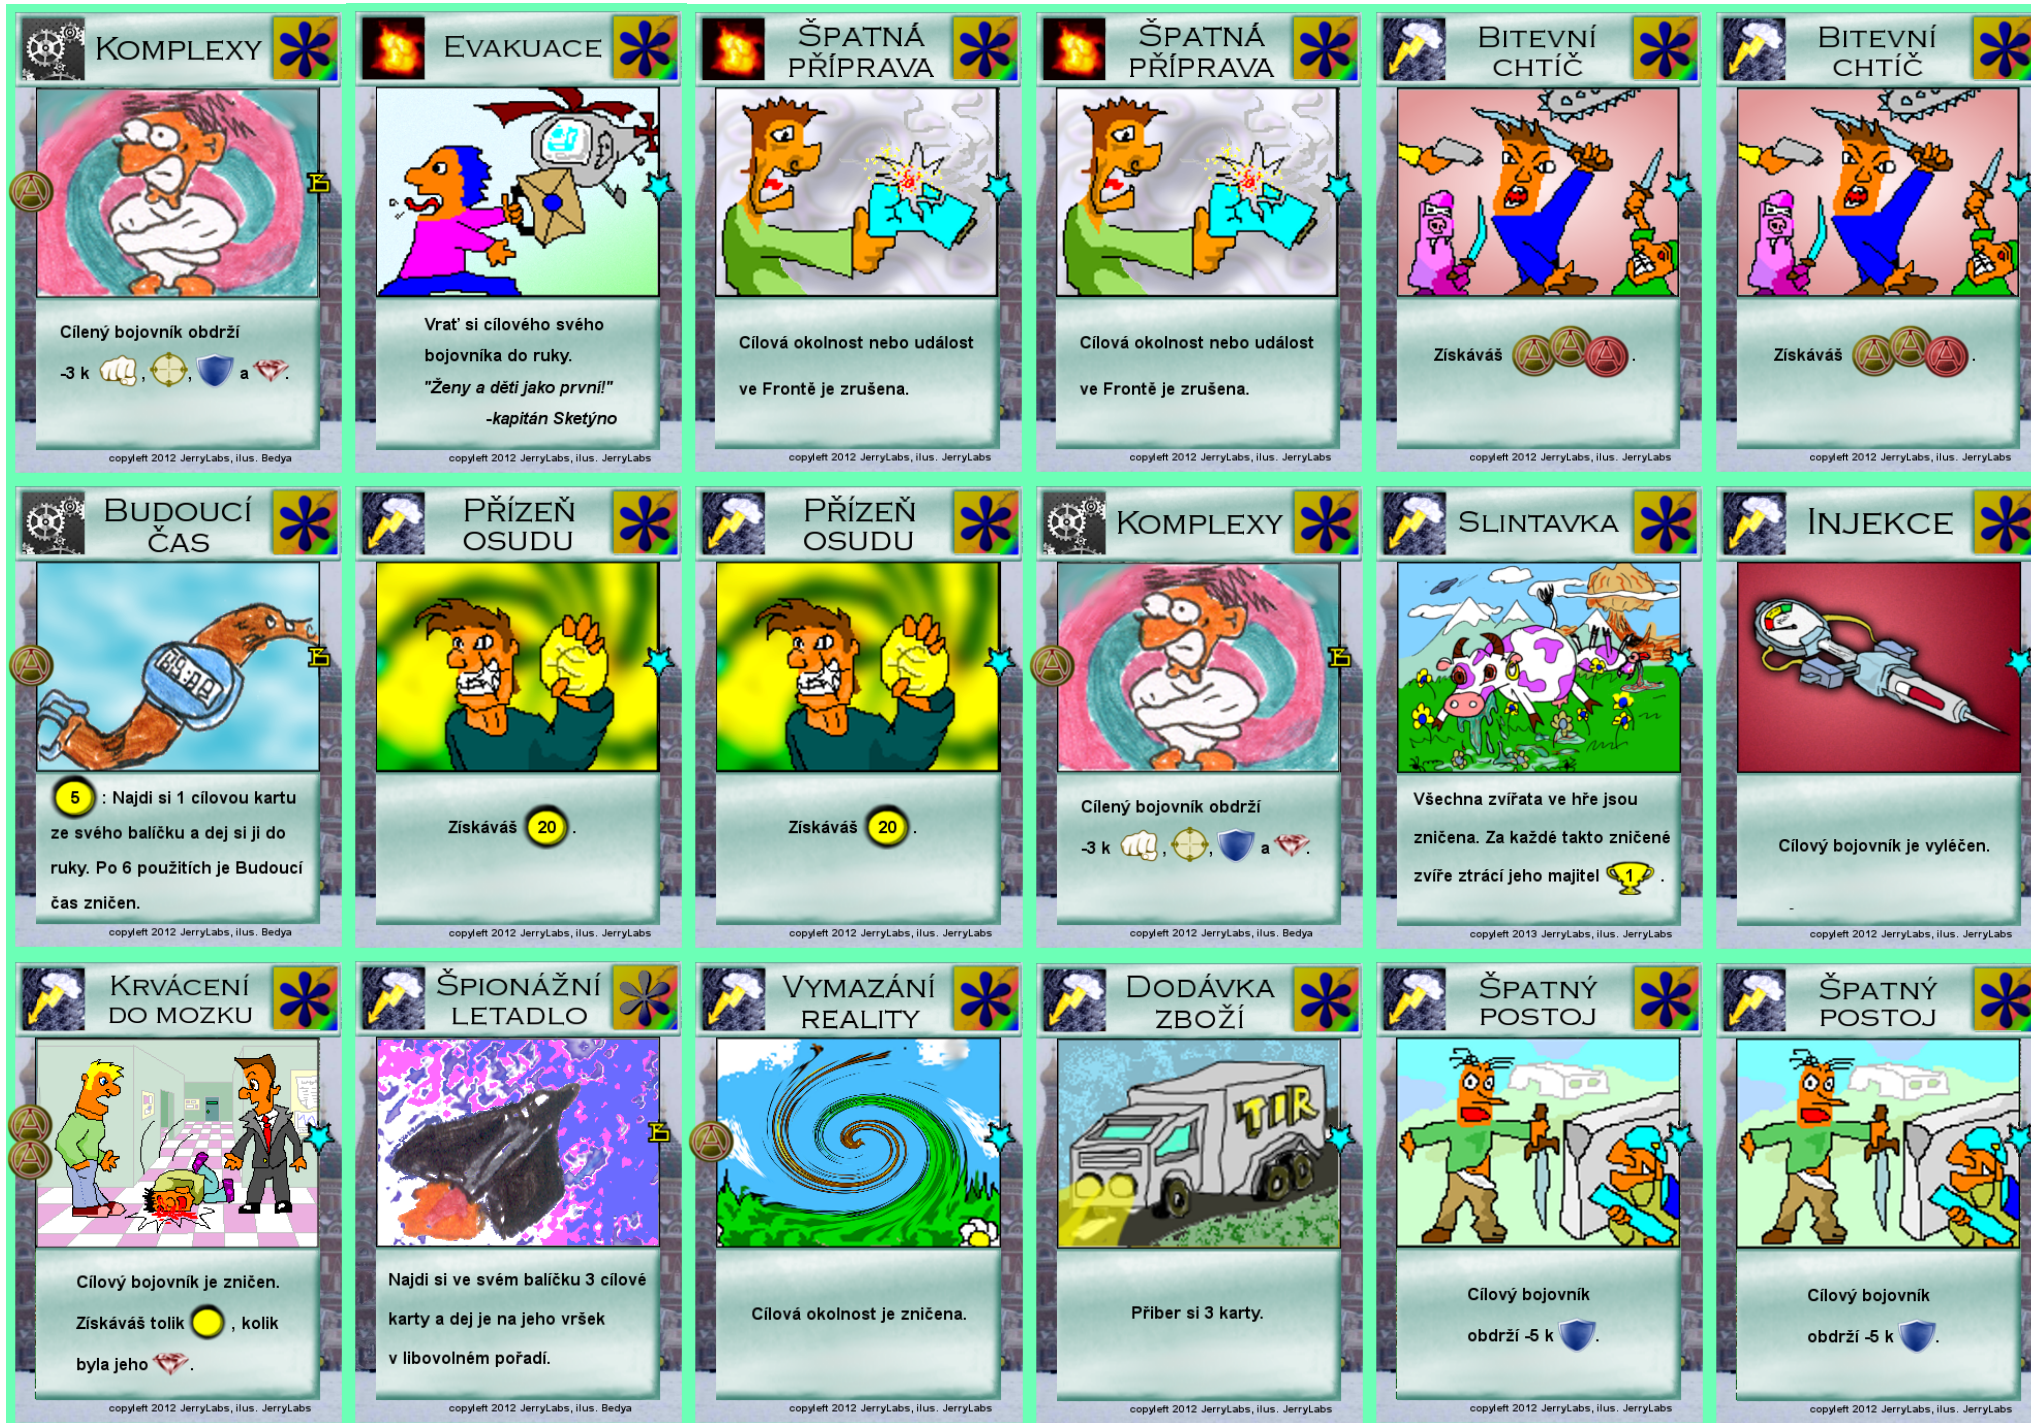 KOMPLEXY
Cílený bojovník obdrží
-3 k , , a .
copyleft 2012 JerryLabs, ilus. Bedya
EVAKUACE
Vrať si cílového svého
bojovníka do ruky.
"Ženy a děti jako první!"
-kapitán Sketýno
copyleft 2012 JerryLabs, ilus. JerryLabs
ŠPATNÁ
PŘÍPRAVA
Cílová okolnost nebo událost
ve Frontě je zrušena.
copyleft 2012 JerryLabs, ilus. JerryLabs
ŠPATNÁ
PŘÍPRAVA
Cílová okolnost nebo událost
ve Frontě je zrušena.
copyleft 2012 JerryLabs, ilus. JerryLabs
BITEVNÍ
CHTÍČ
Získáváš .
copyleft 2012 JerryLabs, ilus. JerryLabs
BITEVNÍ
CHTÍČ
Získáváš .
copyleft 2012 JerryLabs, ilus. JerryLabs
BUDOUCÍ
ČAS
5 : Najdi si 1 cílovou kartu
ze svého balíčku a dej si ji do
ruky. Po 6 použitích je Budoucí
čas zničen.
copyleft 2012 JerryLabs, ilus. Bedya
PŘÍZEŇ
OSUDU
Získáváš 20 .
copyleft 2012 JerryLabs, ilus. JerryLabs
PŘÍZEŇ
OSUDU
Získáváš 20 .
copyleft 2012 JerryLabs, ilus. JerryLabs
KOMPLEXY
Cílený bojovník obdrží
-3 k , , a .
copyleft 2012 JerryLabs, ilus. Bedya
SLINTAVKA
Všechna zvířata ve hře jsou
zničena. Za každé takto zničené
zvíře ztrácí jeho majitel 1 .
copyleft 2013 JerryLabs, ilus. JerryLabs
INJEKCE
Cílový bojovník je vyléčen.
-
copyleft 2012 JerryLabs, ilus. JerryLabs
KRVÁCENÍ
DO MOZKU
Cílový bojovník je zničen.
Získáváš tolik , kolik
byla jeho .
copyleft 2012 JerryLabs, ilus. JerryLabs
ŠPIONÁŽNÍ
LETADLO
Najdi si ve svém balíčku 3 cílové
karty a dej je na jeho vršek
v libovolném pořadí.
copyleft 2012 JerryLabs, ilus. Bedya
VYMAZÁNÍ
REALITY
Cílová okolnost je zničena.
copyleft 2012 JerryLabs, ilus. JerryLabs
DODÁVKA
ZBOŽÍ
TIR
Přiber si 3 karty.
copyleft 2012 JerryLabs, ilus. JerryLabs
ŠPATNÝ
POSTOJ
Cílový bojovník
obdrží -5 k .
copyleft 2012 JerryLabs, ilus. JerryLabs
ŠPATNÝ
POSTOJ
Cílový bojovník
obdrží -5 k .
copyleft 2012 JerryLabs, ilus. JerryLabs